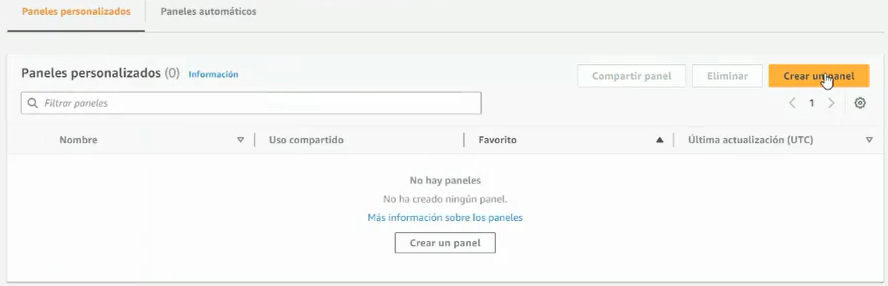 Paneles personalizados Paneles automáticos
Paneles personalizados (0) Información Compartir panel Eliminar Crear un panel
Filtrar paneles 1
Nombre Uso compartido Favorito Última actualización (UTC)
No hay paneles
No ha creado ningún panel.
Más información sobre los paneles
Crear un panel